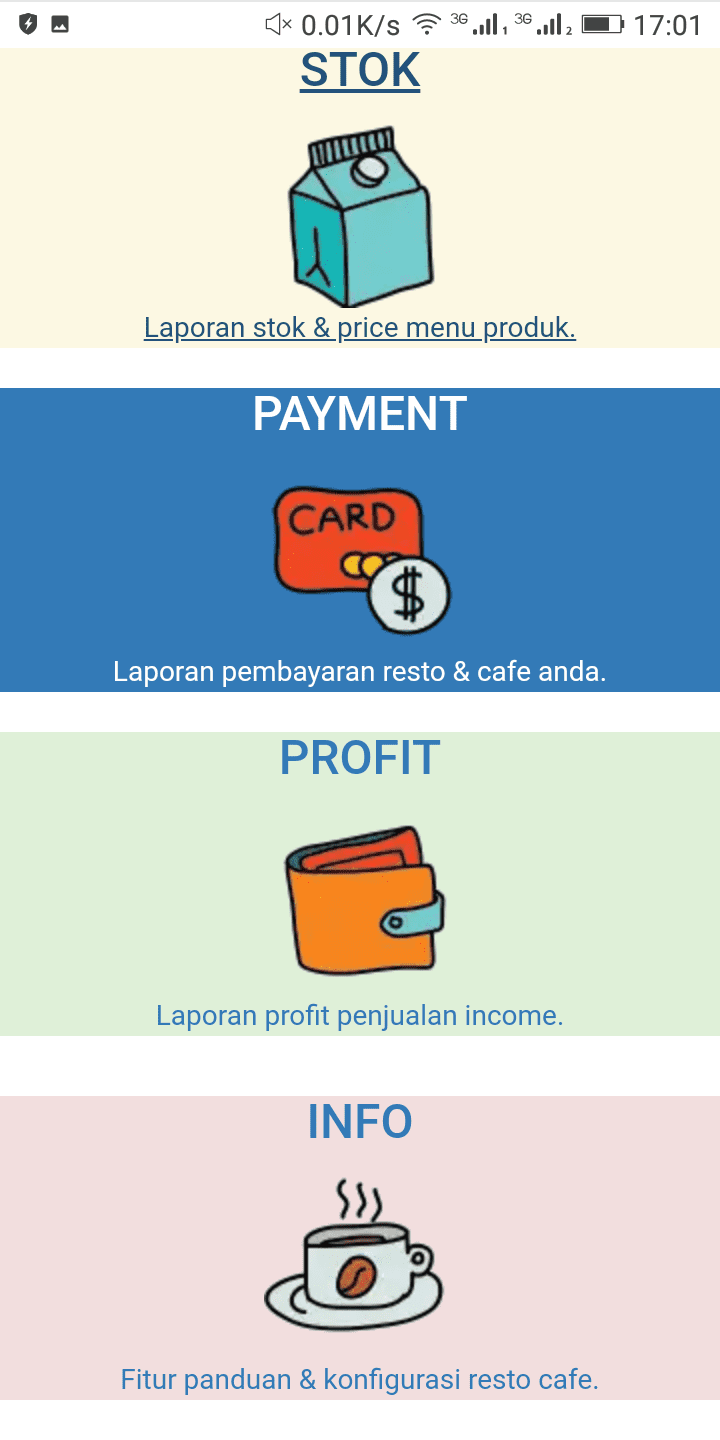 0.01K/s 3G 1 3G 2 17:01
STOK
Laporan stok & price menu produk.
PAYMENT
CARD
$
Laporan pembayaran resto & cafe anda.
PROFIT
Laporan profit penjualan income.
INFO
Fitur panduan & konfigurasi resto cafe.